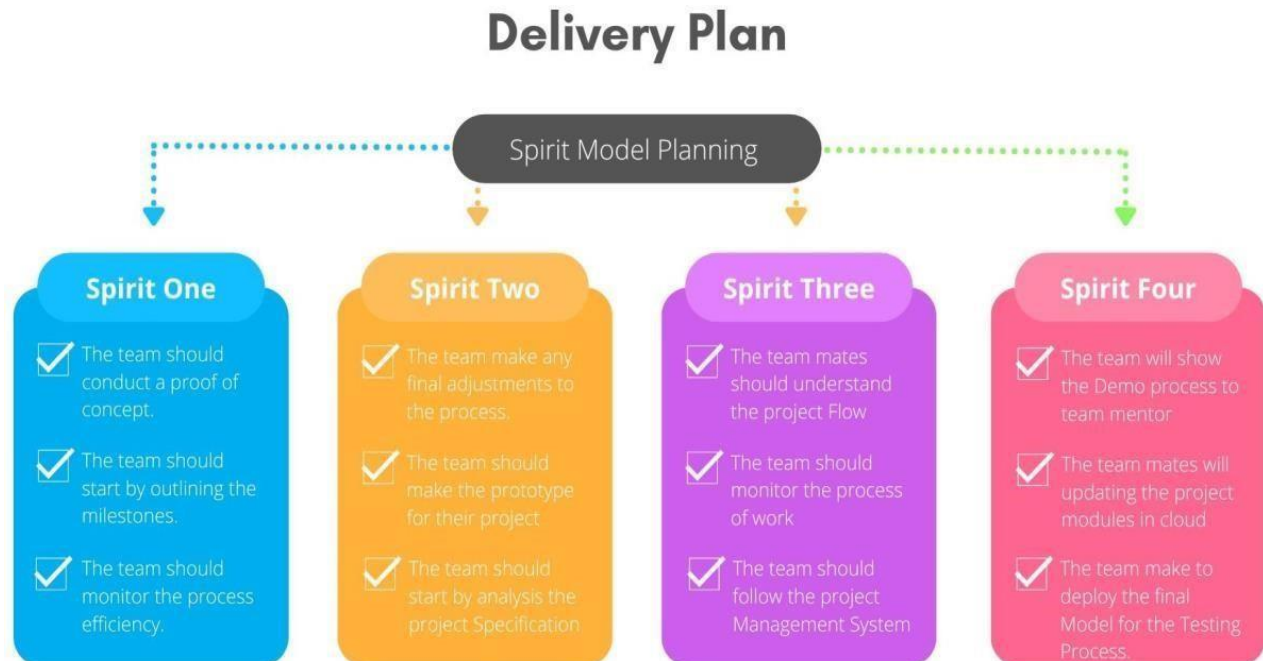 Delivery Plan
Spirit Model Planning
Spirit One
The team should
conduct a proof of
concept.
The team should
start by outlining the
milestones.
The team should
monitor the process
efficiency.
Spirit Two
The team make any
final adjustments to
the process.
The team should
make the prototype
for their project
The team should
start by analysis the
project Specification
Spirit Three
The team mates
should understand
the project Flow
The team should
monitor the process
of work
The team should
follow the project
Management System
Spirit Four
The team will show
the Demo process to
team mentor
The team mates will
updating the project
modules in cloud
The team make to
deploy the final
Model for the Testing
Process.